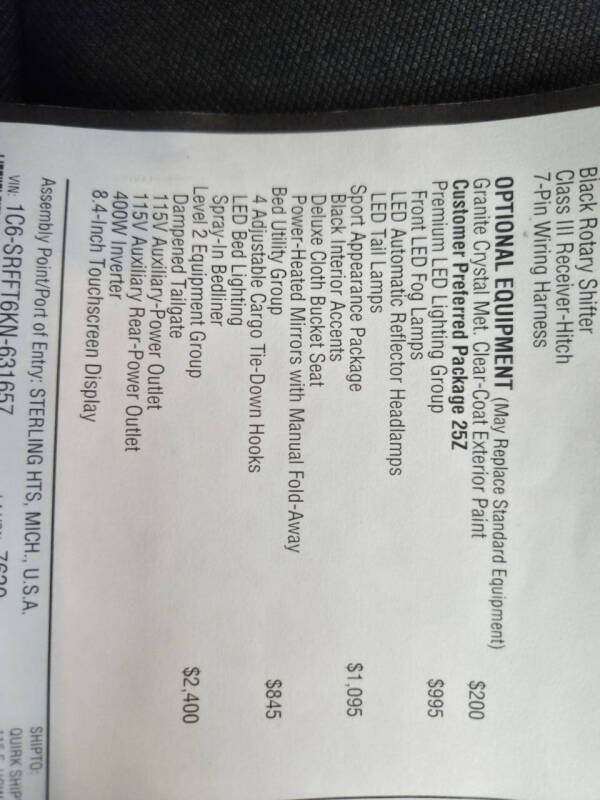 Black Rotary Shifter
Class III Receiver-Hitch
7-Pin Wiring Harness
OPTIONAL EQUIPMENT (May Replace Standard Equipment)
Granite Crystal Met. Clear-Coat Exterior Paint $200
Customer Preferred Package 25Z
Premium LED Lighting Group $995
Front LED Fog Lamps
LED Automatic Reflector Headlamps
LED Tail Lamps
Sport Appearance Package $1,095
Black Interior Accents
Deluxe Cloth Bucket Seat
Power-Heated Mirrors with Manual Fold-Away
Bed Utility Group $845
4 Adjustable Cargo Tie-Down Hooks
LED Bed Lighting
Spray-In Bedliner
Level 2 Equipment Group $2,400
Dampened Tailgate
115V Auxiliary-Power Outlet
115V Auxiliary Rear-Power Outlet
400W Inverter
8.4-Inch Touchscreen Display
Assembly Point/Port of Entry: STERLING HTS, MICH., U.S.A. SHIPTO:
VIN: 1C6-SRFFT6KN-631657 QUIRK SHIP